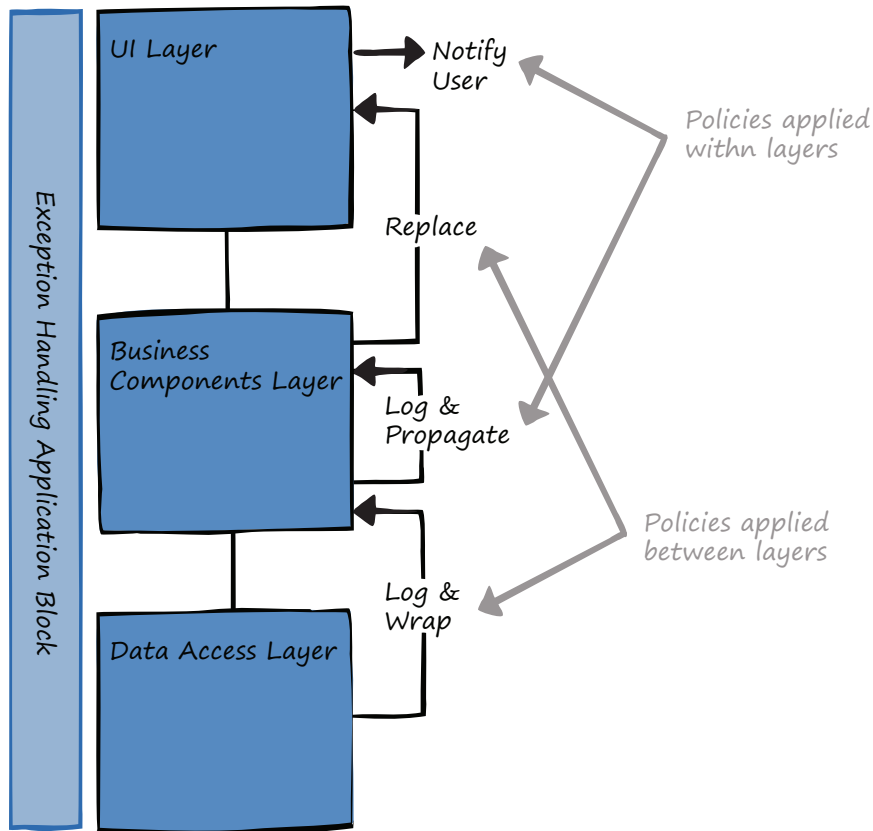 UI Layer
Notify
User
Policies applied
withn layers
Exception Handling Application Block
Replace
Business
Components Layer
Log &
Propagate
Policies applied
between layers
Log &
Wrap
Data Access Layer